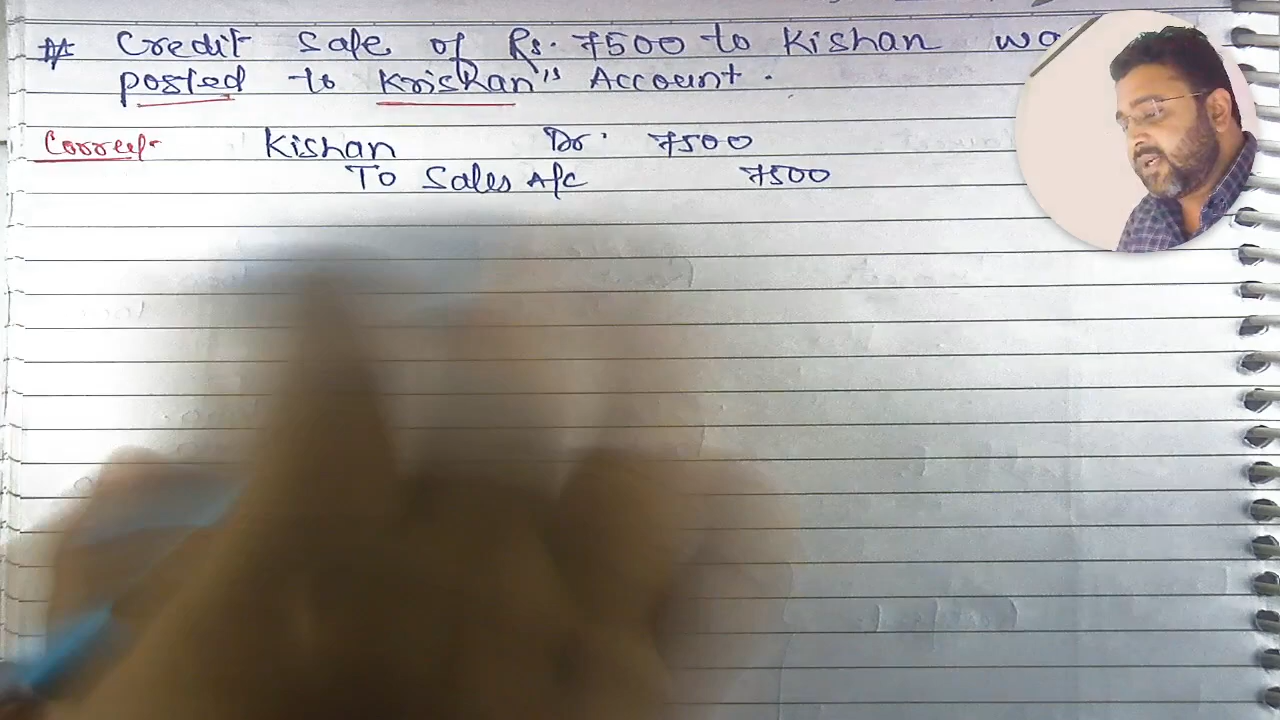 # Credit Sale of Rs. 7500 to Kishan
posted to Krishan's Account.
Correct Kishan Dr. 7500
To Sales A/c 7500